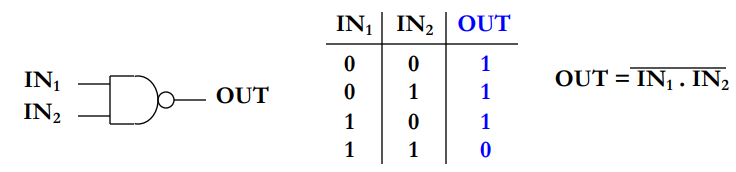 IN₁
IN₂
OUT
IN₁ IN₂ OUT
0 0 1
0 1 1
1 0 1
1 1 0
OUT = \overline{IN₁ . IN₂}